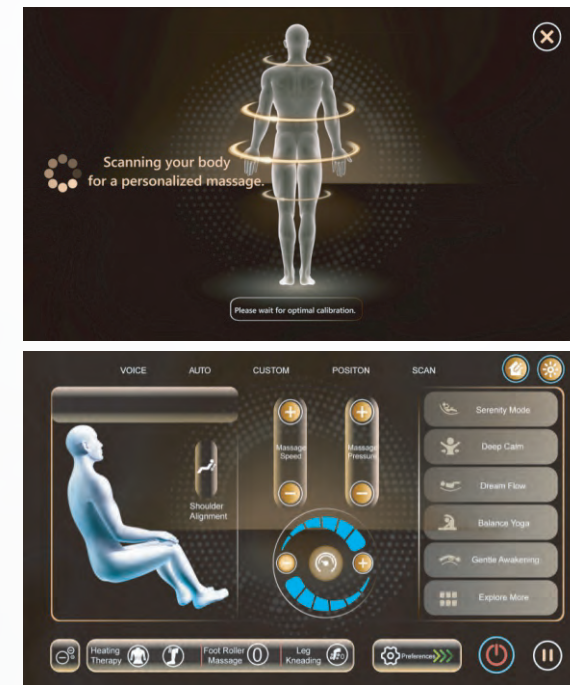 Scanning your body
for a personalized massage.
Please wait for optimal calibration.
VOICE AUTO CUSTOM POSITON SCAN
Serenity Mode
Massage
Speed
Massage
Pressure
Deep Calm
Dream Flow
Shoulder
Alignment
Balance Yoga
Gentle Awakening
Explore More
Heating
Therapy
Foot Roller
Massage
0
Leg
Kneading
Preferences